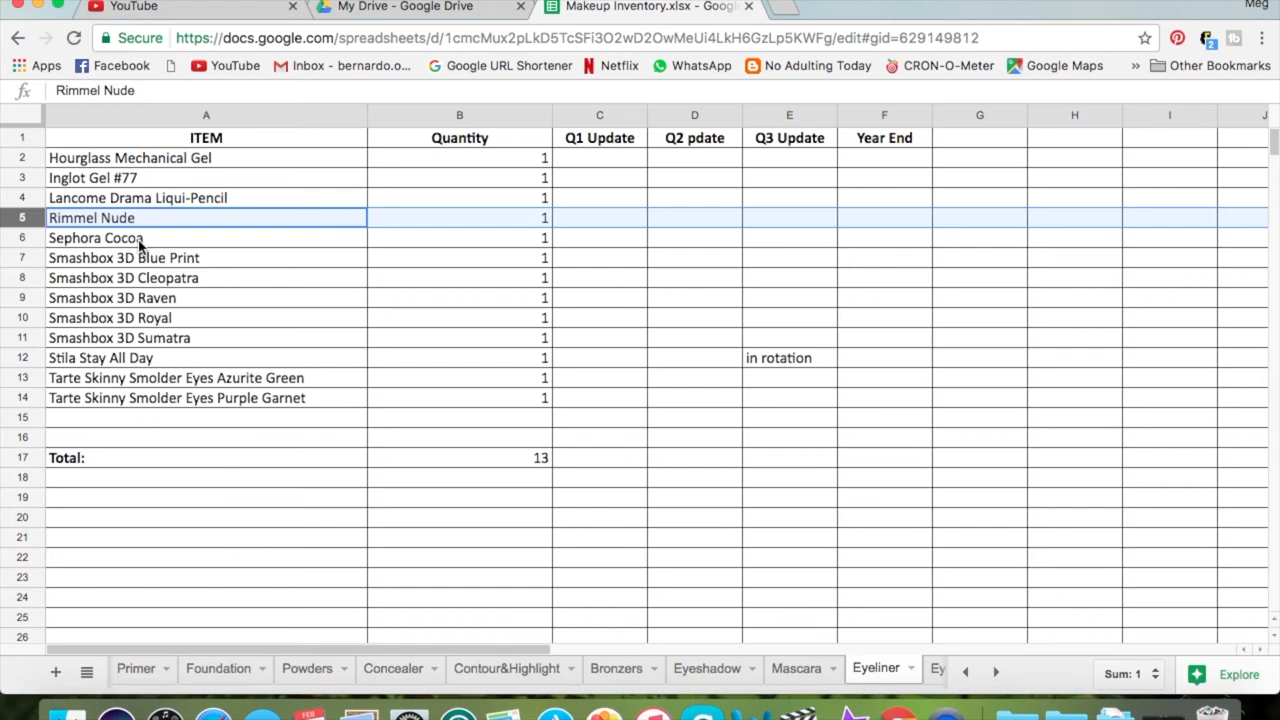 YouTube × My Drive - Google Drive × Makeup Inventory.xlsx - Googl × Meg
Secure https://docs.google.com/spreadsheets/d/1cmcMux2pLkD5TcSFi3O2wD2OwMeUi4LkH6GzLp5KWFg/edit#gid=629149812
Apps Facebook YouTube Inbox - bernardo.o... Google URL Shortener Netflix WhatsApp No Adulting Today CRON-O-Meter Google Maps » Other Bookmarks
fx Rimmel Nude
A B C D E F G H I J
1 ITEM Quantity Q1 Update Q2 pdate Q3 Update Year End
2 Hourglass Mechanical Gel 1
3 Inglot Gel #77 1
4 Lancome Drama Liqui-Pencil 1
5 Rimmel Nude 1
6 Sephora Cocoa 1
7 Smashbox 3D Blue Print 1
8 Smashbox 3D Cleopatra 1
9 Smashbox 3D Raven 1
10 Smashbox 3D Royal 1
11 Smashbox 3D Sumatra 1
12 Stila Stay All Day 1 in rotation
13 Tarte Skinny Smolder Eyes Azurite Green 1
14 Tarte Skinny Smolder Eyes Purple Garnet 1
15
16
17 Total: 13
18
19
20
21
22
23
24
25
26
+ Primer Foundation Powders Concealer Contour&Highlight Bronzers Eyeshadow Mascara Eyeliner Ey Sum: 1 Explore
FEB